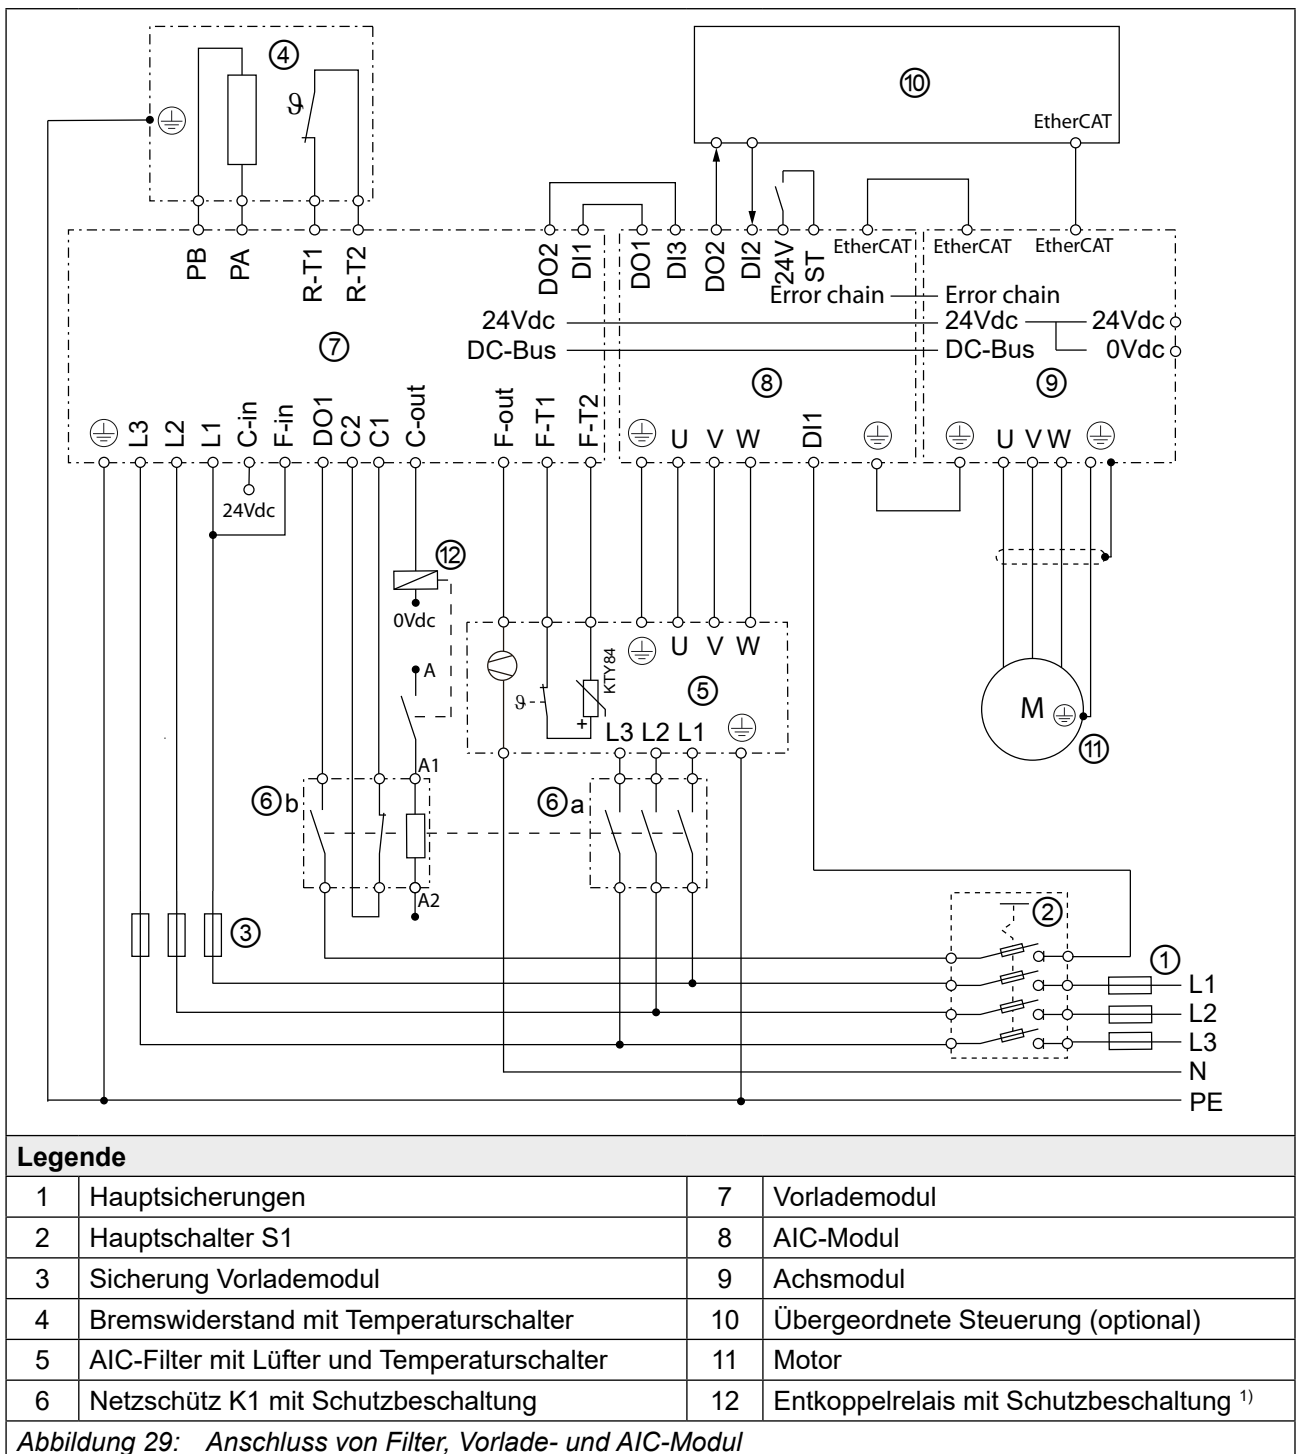 4
10
ϑ
EtherCAT
PB
PA
R-T1
R-T2
DO2
DI1
DO1
DI3
DO2
DI2
24V
ST
EtherCAT
EtherCAT
EtherCAT
Error chain
Error chain
24Vdc
24Vdc
24Vdc
DC-Bus
DC-Bus
0Vdc
7
8
9
L3
L2
L1
C-in
F-in
DO1
C2
C1
C-out
F-out
F-T1
F-T2
U V W
DI1
U V W
24Vdc
12
0Vdc
A
U V W
KTY84
5
ϑ
+
L3 L2 L1
M
11
A1
6 b
6 a
A2
3
2
1
L1
L2
L3
N
PE
Legende
1 Hauptsicherungen 7 Vorlademodul
2 Hauptschalter S1 8 AIC-Modul
3 Sicherung Vorlademodul 9 Achsmodul
4 Bremswiderstand mit Temperaturschalter 10 Übergeordnete Steuerung (optional)
5 AIC-Filter mit Lüfter und Temperaturschalter 11 Motor
6 Netzschütz K1 mit Schutzbeschaltung 12 Entkoppelrelais mit Schutzbeschaltung 1)
Abbildung 29: Anschluss von Filter, Vorlade- und AIC-Modul